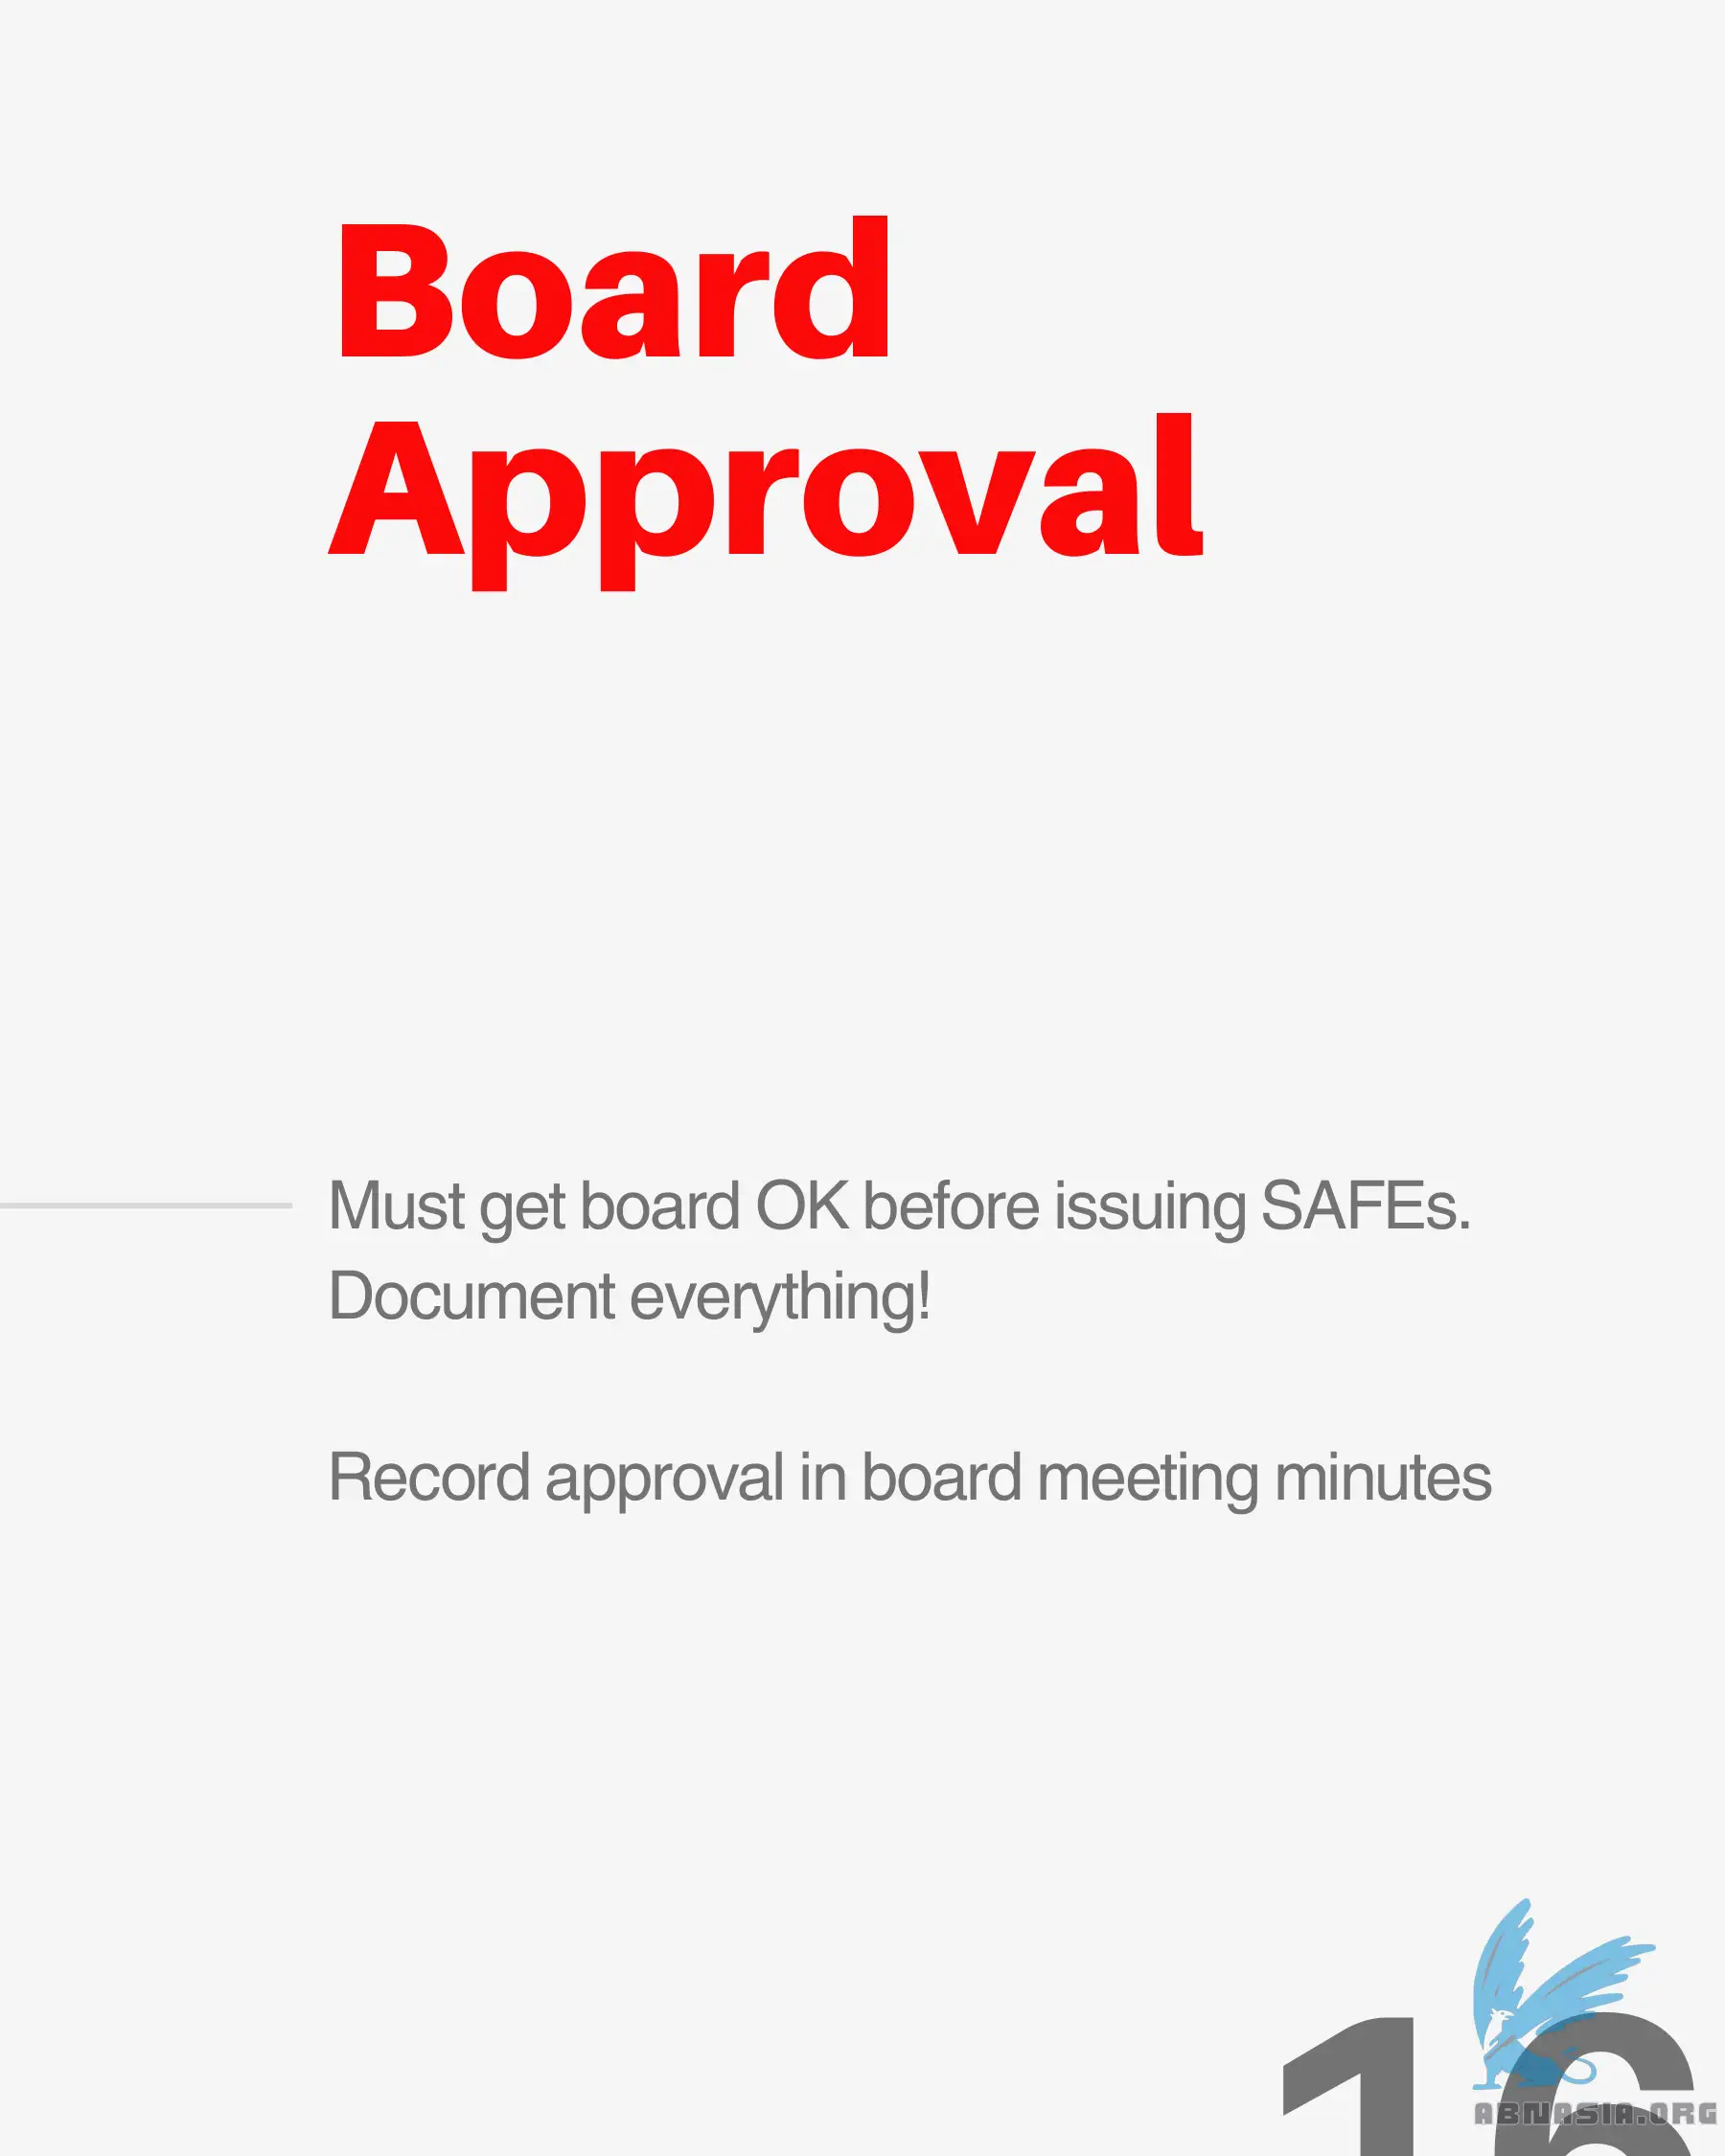 Board
Approval
Must get board OK before issuing SAFEs.
Document everything!
Record approval in board meeting minutes
16
ABNASIA.ORG